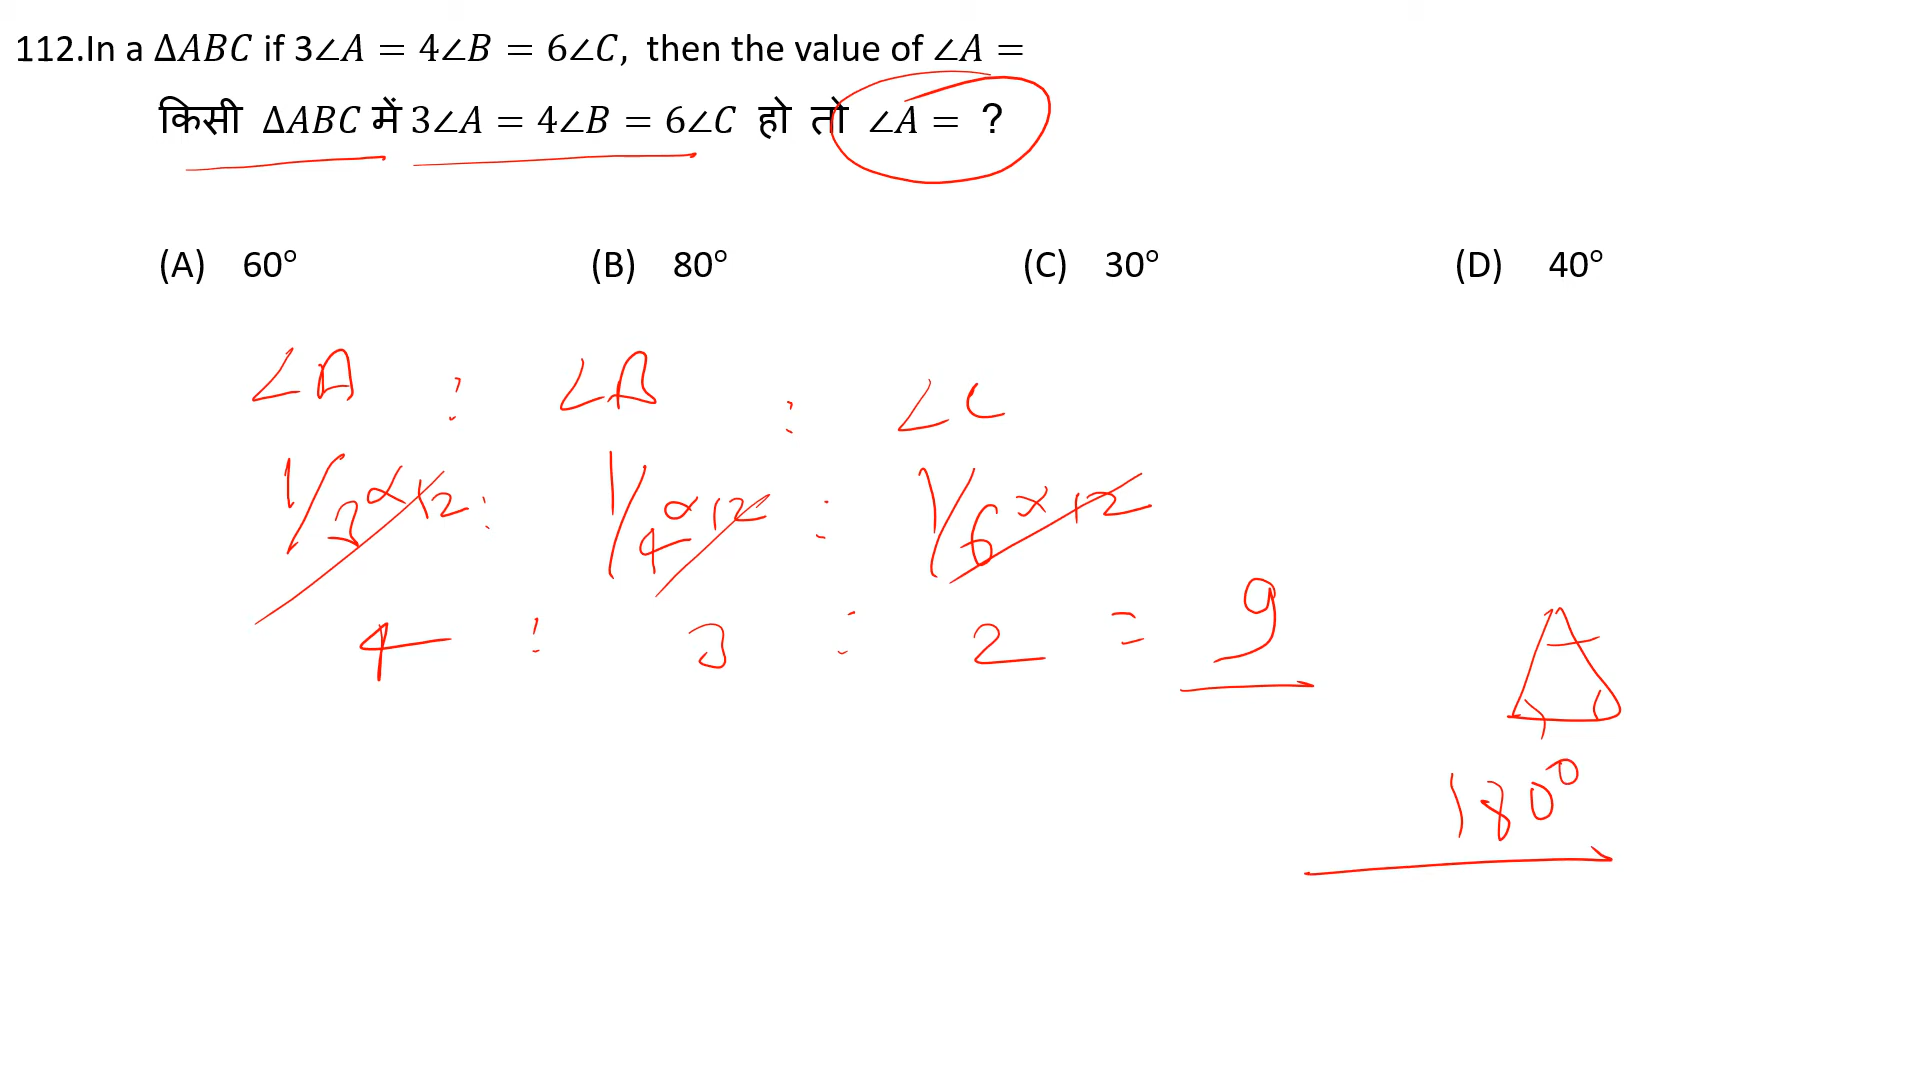 112.In a ΔABC if 3∠A = 4∠B = 6∠C, then the value of ∠A =
किसी ΔABC में 3∠A = 4∠B = 6∠C हो तो ∠A = ?
(A) 60° (B) 80° (C) 30° (D) 40°
∠A : ∠B : ∠C
1/3 × 12 : 1/4 × 12 : 1/6 × 12
4 : 3 : 2 = 9
180°